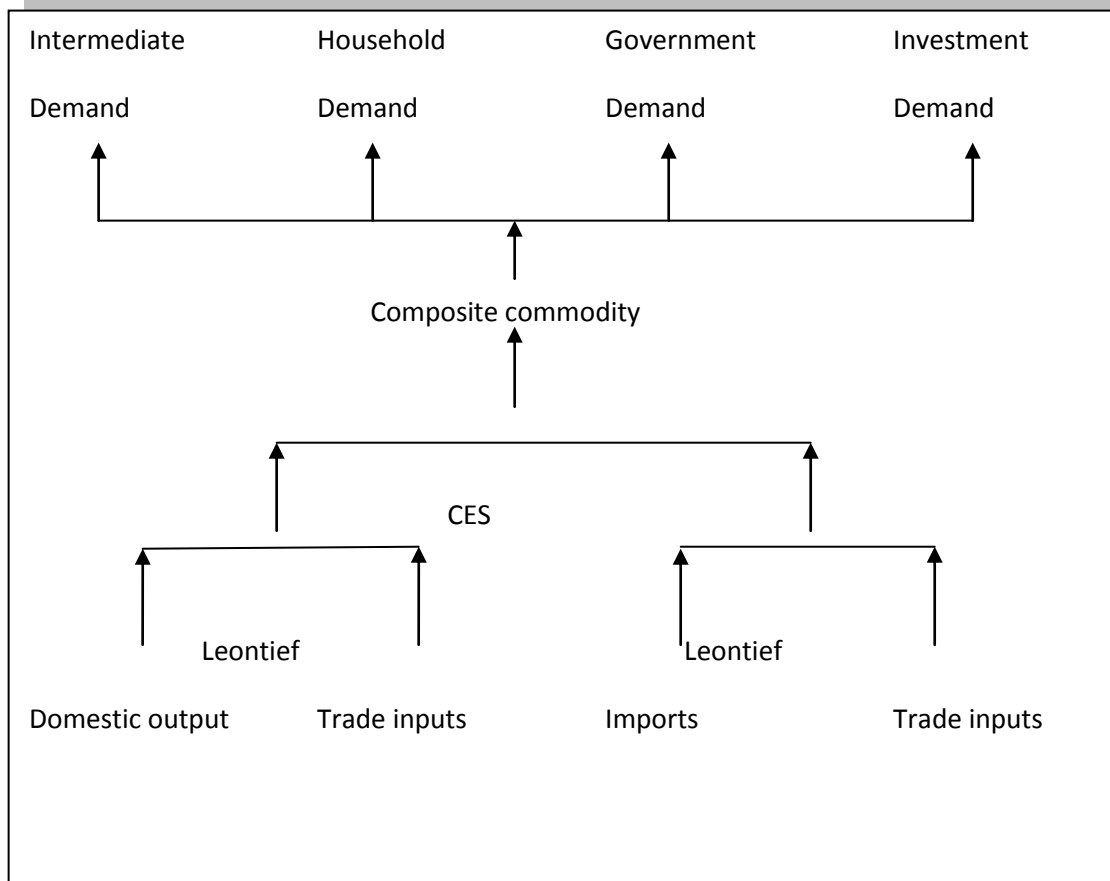 Intermediate Household Government Investment
Demand Demand Demand Demand
Composite commodity
CES
Leontief Leontief
Domestic output Trade inputs Imports Trade inputs